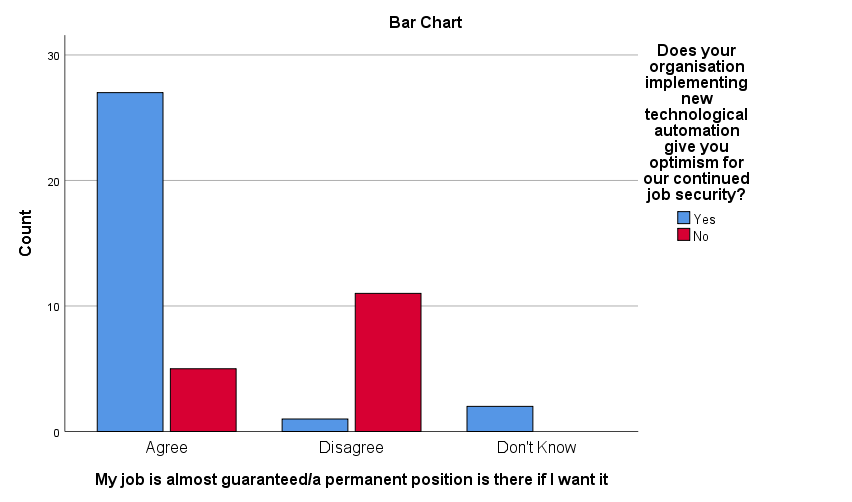 Bar Chart
30
20
10
0
Count
Agree
Disagree
Don't Know
My job is almost guaranteed/a permanent position is there if I want it
Does your
organisation
implementing
new
technological
automation
give you
optimism for
our continued
job security?
Yes
No